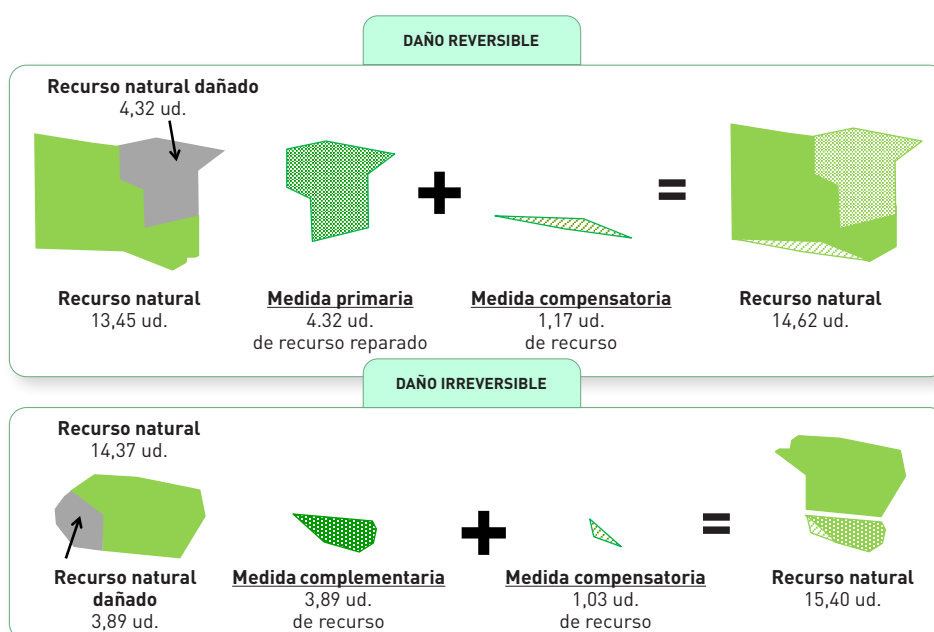 DAÑO REVERSIBLE
Recurso natural dañado
4,32 ud.
+
=
Recurso natural
13,45 ud.
Medida primaria
4.32 ud.
de recurso reparado
Medida compensatoria
1,17 ud.
de recurso
Recurso natural
14,62 ud.
DAÑO IRREVERSIBLE
Recurso natural
14,37 ud.
+
=
Recurso natural
dañado
3,89 ud.
Medida complementaria
3,89 ud.
de recurso
Medida compensatoria
1,03 ud.
de recurso
Recurso natural
15,40 ud.